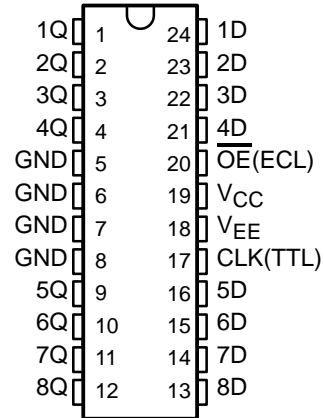 1Q 1 24 1D
2Q 2 23 2D
3Q 3 22 3D
4Q 4 21 4D
GND 5 20 O̅E̅(ECL)
GND 6 19 VCC
GND 7 18 VEE
GND 8 17 CLK(TTL)
5Q 9 16 5D
6Q 10 15 6D
7Q 11 14 7D
8Q 12 13 8D